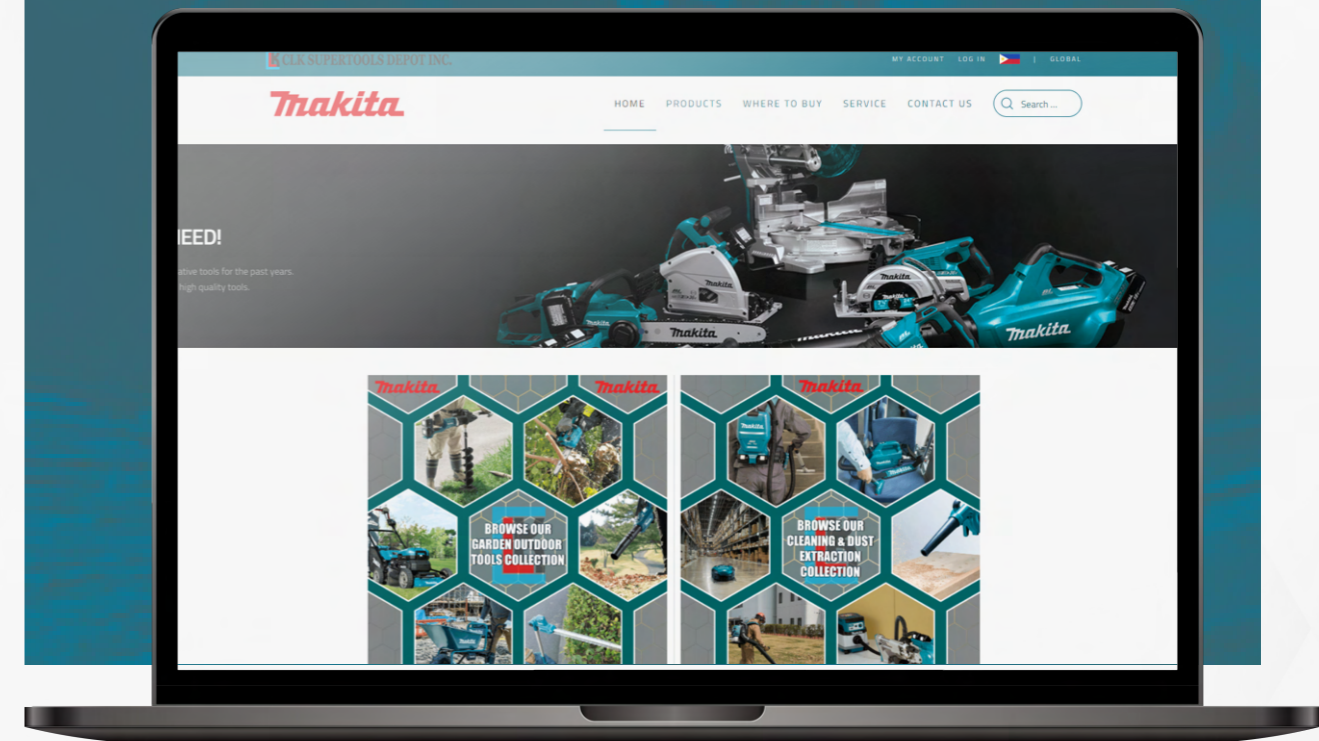 CLK SUPERTOOLS DEPOT INC.
MY ACCOUNT LOG IN | GLOBAL
Makita
HOME PRODUCTS WHERE TO BUY SERVICE CONTACT US Search ...
IEED!
ative tools for the past years.
high quality tools.
Makita
Makita
Makita
Makita
Makita
Makita
Makita
BROWSE OUR
GARDEN OUTDOOR
TOOLS COLLECTION
Makita
BROWSE OUR
CLEANING & DUST
EXTRACTION
COLLECTION